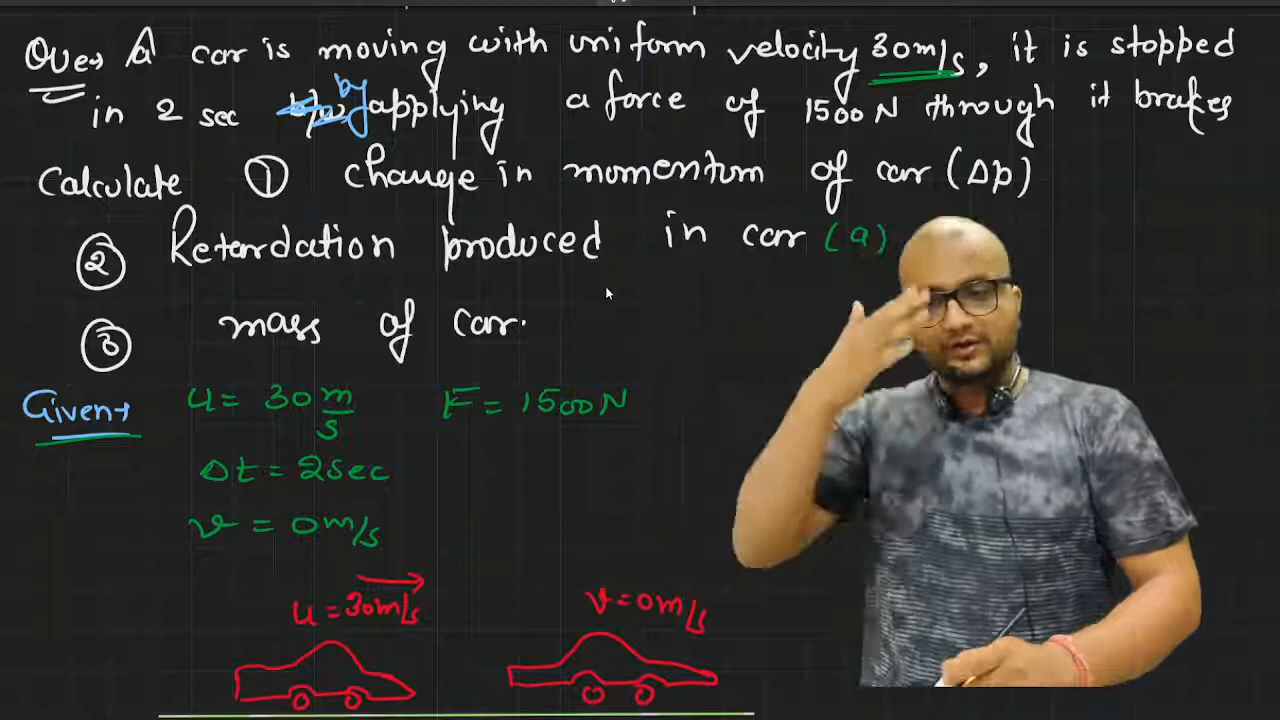 Que→ A car is moving with uniform velocity 30m/s, it is stopped
in 2 sec by applying a force of 1500 N through it brakes
Calculate ① change in momentum of car (Δp)
② Retardation produced in car (a)
③ mass of car.
Given→ u = 30 m/s F = 1500N
Δt = 2sec
v = 0m/s
u = 30m/s v = 0m/s